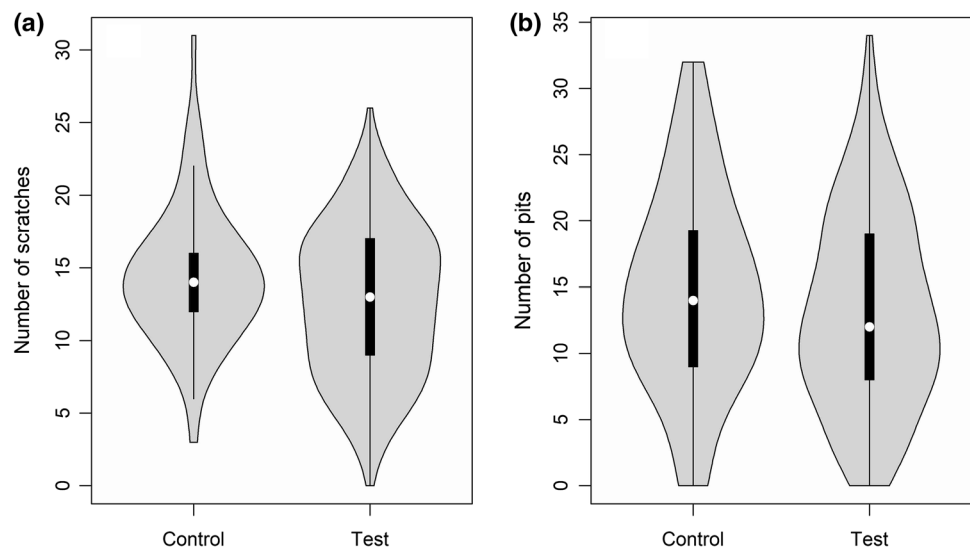 (a)
Number of scratches
30
25
20
15
10
5
0
Control
Test
(b)
Number of pits
35
30
25
20
15
10
5
0
Control
Test